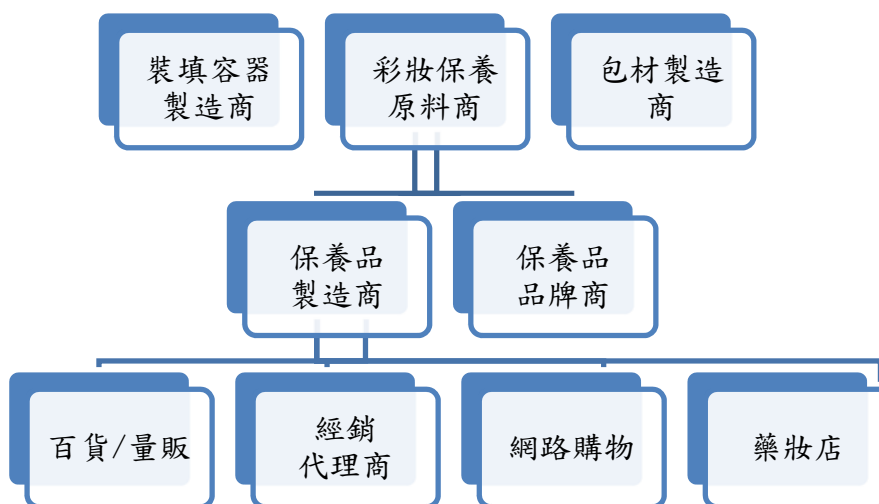 裝填容器
製造商
彩妝保養
原料商
包材製造
商
保養品
製造商
保養品
品牌商
百貨/量販
經銷
代理商
網路購物
藥妝店